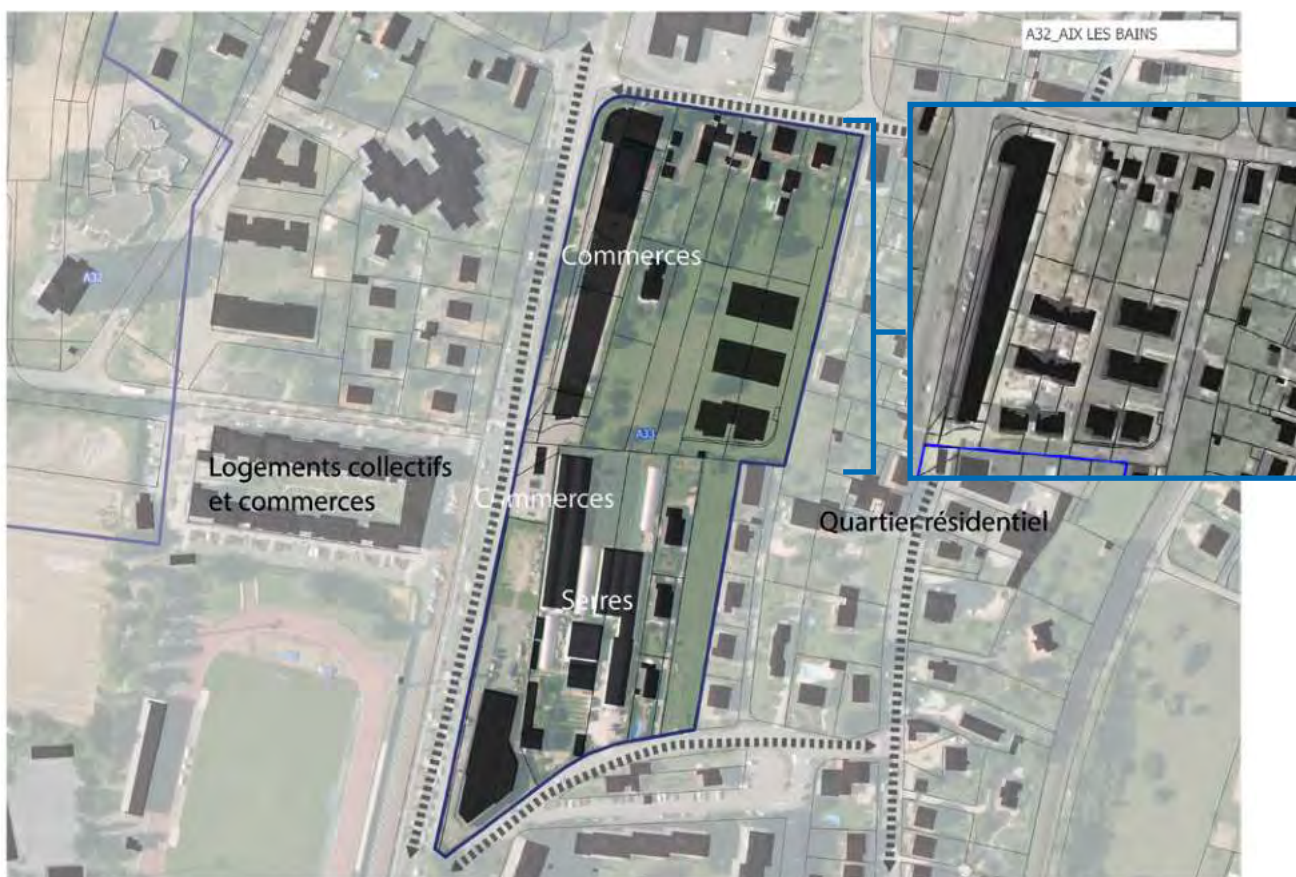 A32_AIX LES BAINS
Commerces
A32
A33
Logements collectifs
et commerces
Commerces
Quartier résidentiel
Serres